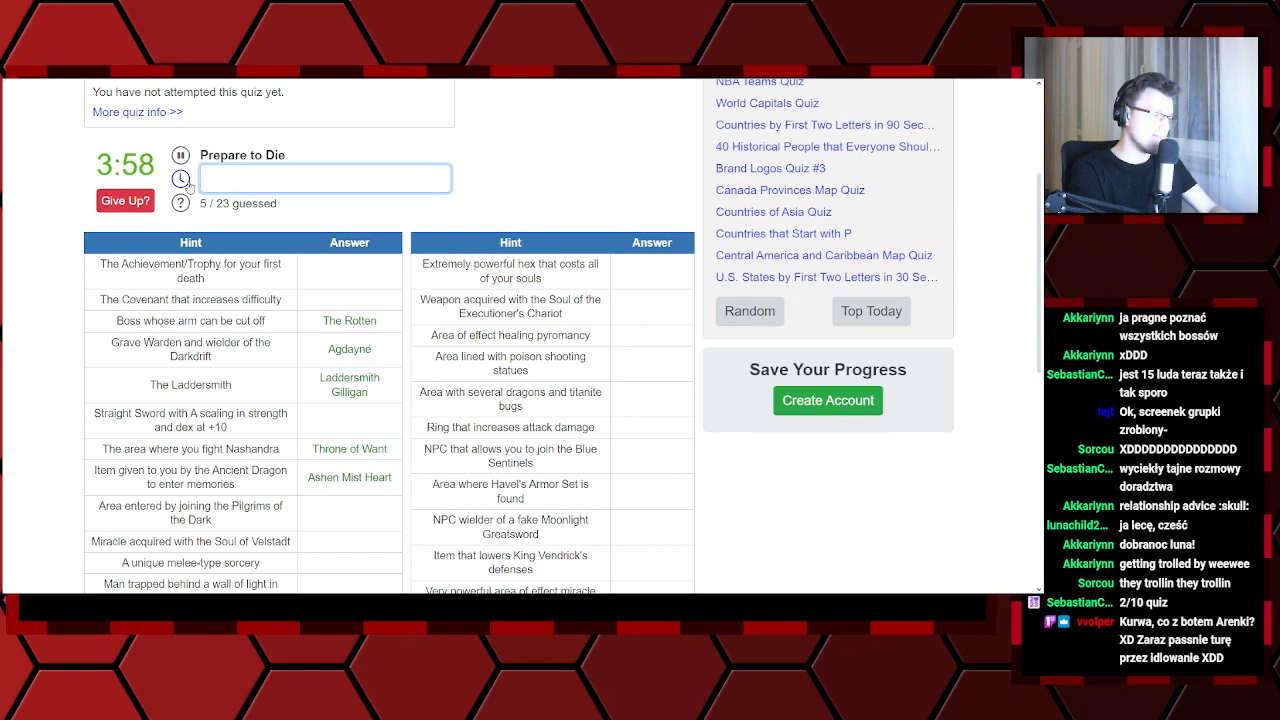 You have not attempted this quiz yet.
More quiz info >>
3:58
Prepare to Die
Give Up?
5 / 23 guessed
Hint
Answer
The Achievement/Trophy for your first
death
The Covenant that increases difficulty
Boss whose arm can be cut off
The Rotten
Grave Warden and wielder of the
Darkdrift
Agdayne
The Laddersmith
Laddersmith
Gilligan
Straight Sword with A scaling in strength
and dex at +10
The area where you fight Nashandra
Throne of Want
Item given to you by the Ancient Dragon
to enter memories
Ashen Mist Heart
Area entered by joining the Pilgrims of
the Dark
Miracle acquired with the Soul of Velstadt
A unique melee-type sorcery
Man trapped behind a wall of light in
Hint
Answer
Extremely powerful hex that costs all
of your souls
Weapon acquired with the Soul of the
Executioner's Chariot
Area of effect healing pyromancy
Area lined with poison shooting
statues
Area with several dragons and titanite
bugs
Ring that increases attack damage
NPC that allows you to join the Blue
Sentinels
Area where Havel's Armor Set is
found
NPC wielder of a fake Moonlight
Greatsword
Item that lowers King Vendrick's
defenses
Very powerful area of effect miracle
NBA Teams Quiz
World Capitals Quiz
Countries by First Two Letters in 90 Sec…
40 Historical People that Everyone Shoul…
Brand Logos Quiz #3
Canada Provinces Map Quiz
Countries of Asia Quiz
Countries that Start with P
Central America and Caribbean Map Quiz
U.S. States by First Two Letters in 30 Se…
Random
Top Today
Save Your Progress
Create Account
Akkariynn ja pragne poznać
wszystkich bossów
Akkariynn xDDD
SebastianC... jest 15 luda teraz także i
tak sporo
tejt Ok, screenek grupki
zrobiony-
Sorcou XDDDDDDDDDDDDDDD
SebastianC... wyciekły tajne rozmowy
doradztwa
Akkariynn relationship advice :skull:
lunachild2... ja lecę, cześć
Akkariynn dobranoc luna!
Akkariynn getting trolled by weewee
Sorcou they trollin they trollin
SebastianC... 2/10 quiz
vvolper Kurwa, co z botem Arenki?
XD Zaraz passnie turę
przez idlowanie XDD